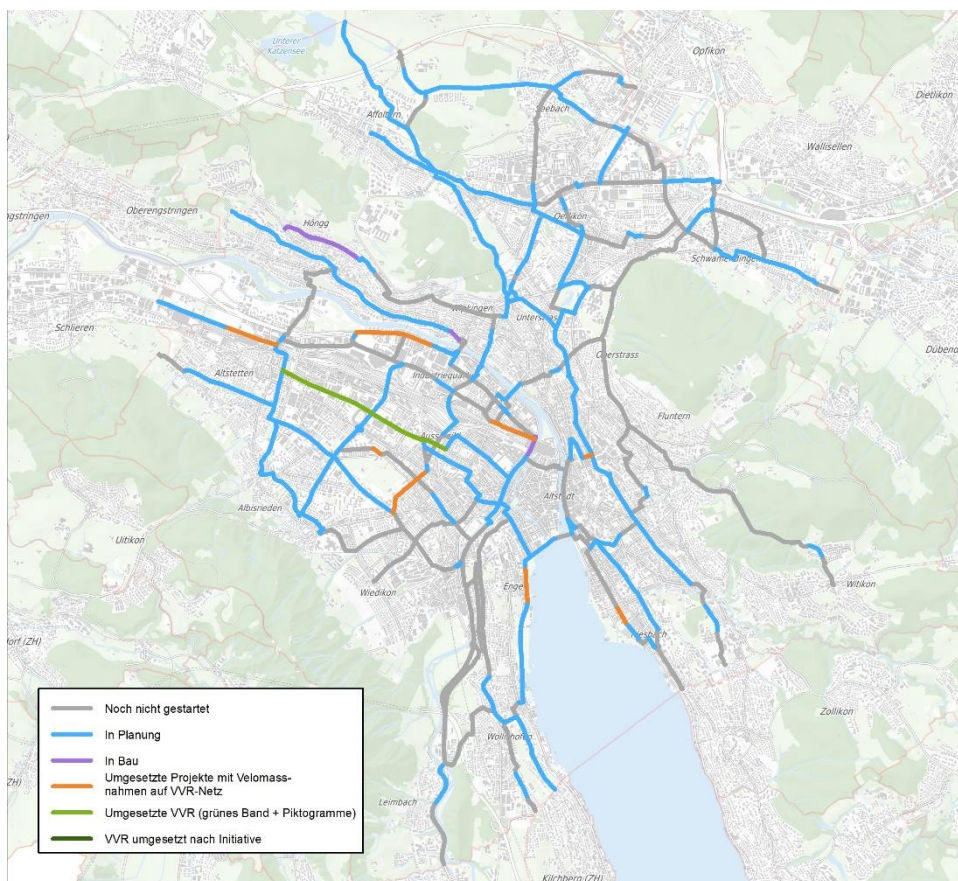 Unterer
Katzensee
Opfikon
Dietlikon
Affoltern
Seebach
Wallisellen
Oberengstringen
Höngg
Oerlikon
Schwamendingen
Schlieren
Wipkingen
Unterstrass
Altstetten
Industriequartier
Oberstrass
Dübendorf
Fluntern
Aussersihl
Altstadt
Albisrieden
Uitikon
Wiedikon
Enge
Witikon
Riesbach
dorf (ZH)
Zollikon
Wollishofen
Leimbach
Kilchberg (ZH)
Noch nicht gestartet
In Planung
In Bau
Umgesetzte Projekte mit Velomass-
nahmen auf VVR-Netz
Umgesetzte VVR (grünes Band + Piktogramme)
VVR umgesetzt nach Initiative